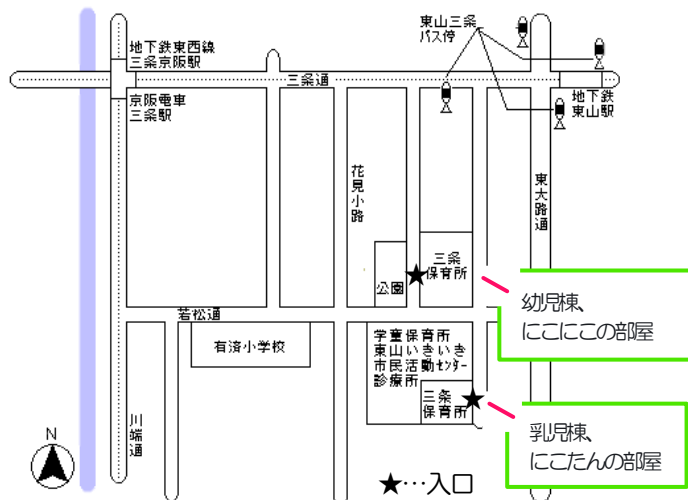 地下鉄東西線
三条京阪駅
京阪電車
三条駅
三条通
東山三条
バス停
地下鉄
東山駅
花見小路
東大路通
公園
三条
保育所
幼児棟、
にこにこの部屋
若松通
有済小学校
学童保育所
東山いきいき
市民活動センター
診療所
三条
保育所
乳児棟、
にこたんの部屋
川端通
N
★…入口